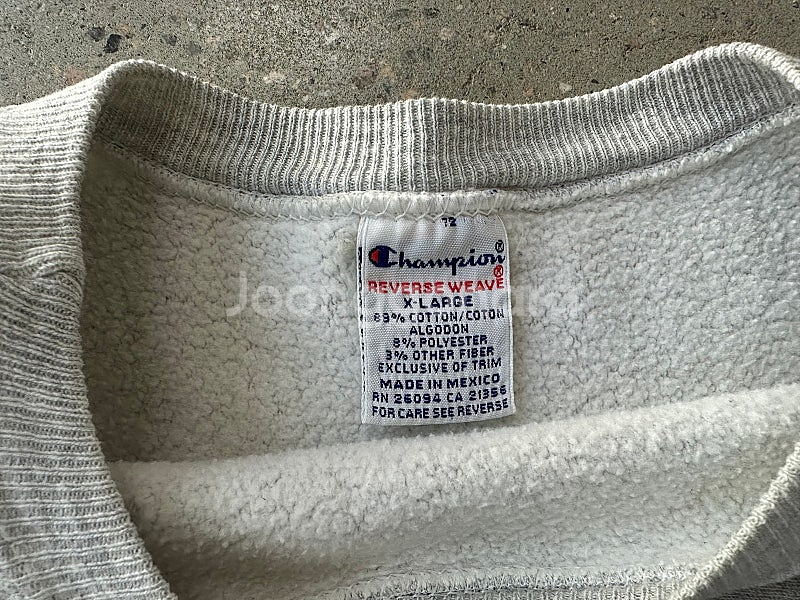 12
Champion®
REVERSE WEAVE®
X-LARGE
89% COTTON/COTON
ALGODON
8% POLYESTER
3% OTHER FIBER
EXCLUSIVE OF TRIM
MADE IN MEXICO
RN 26094 CA 21356
FOR CARE SEE REVERSE